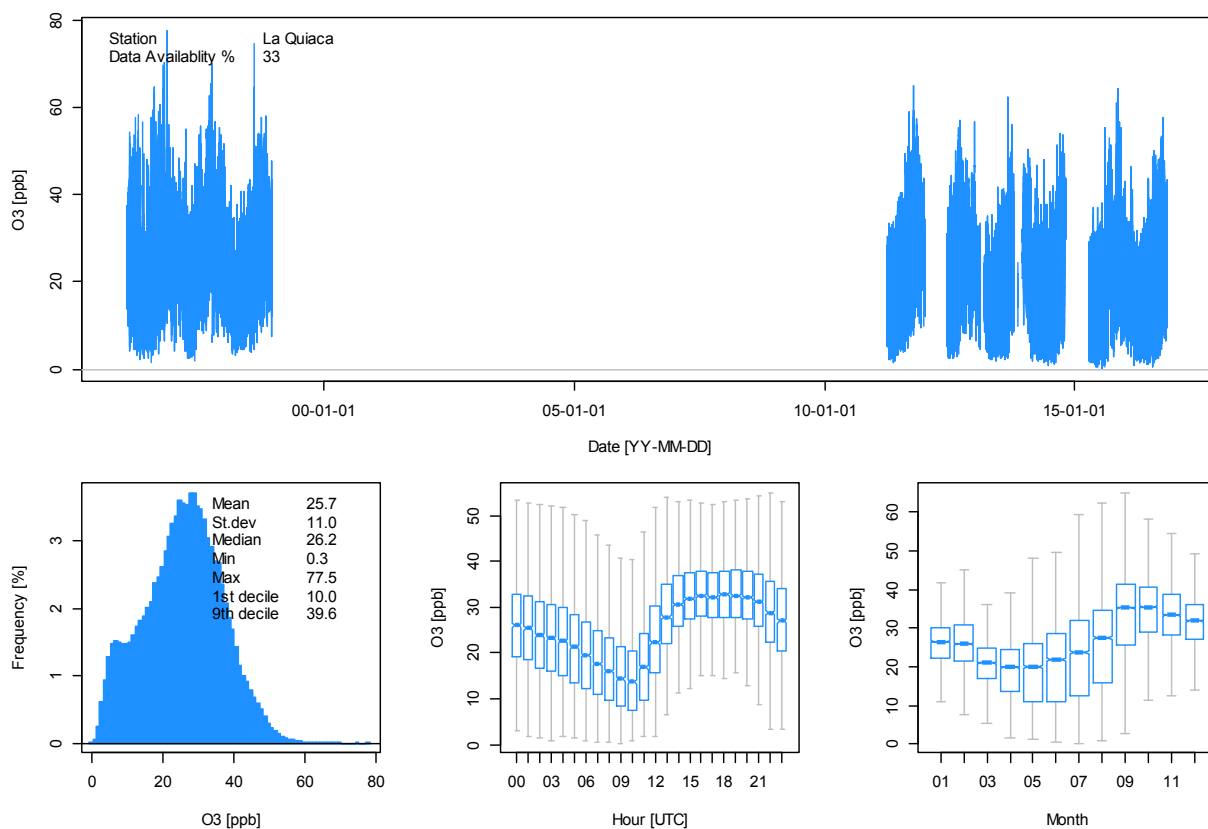 Station La Quiaca
Data Availablity % 33
O3 [ppb]
80
60
40
20
0
00-01-01 05-01-01 10-01-01 15-01-01
Date [YY-MM-DD]
Mean 25.7
St.dev 11.0
Median 26.2
Min 0.3
Max 77.5
1st decile 10.0
9th decile 39.6
Frequency [%]
3
2
1
0
0 20 40 60 80
O3 [ppb]
O3 [ppb]
50
40
30
20
10
0
00 03 06 09 12 15 18 21
Hour [UTC]
O3 [ppb]
60
50
40
30
20
10
0
01 03 05 07 09 11
Month